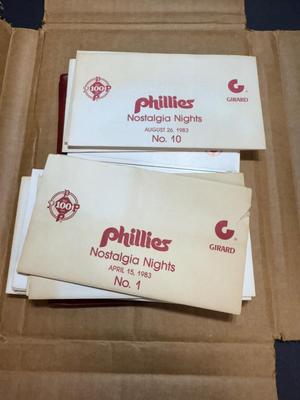 100
Phillies
Nostalgia Nights
AUGUST 26, 1983
No. 10
GIRARD
100
Phillies
Nostalgia Nights
APRIL 15, 1983
No. 1
GIRARD